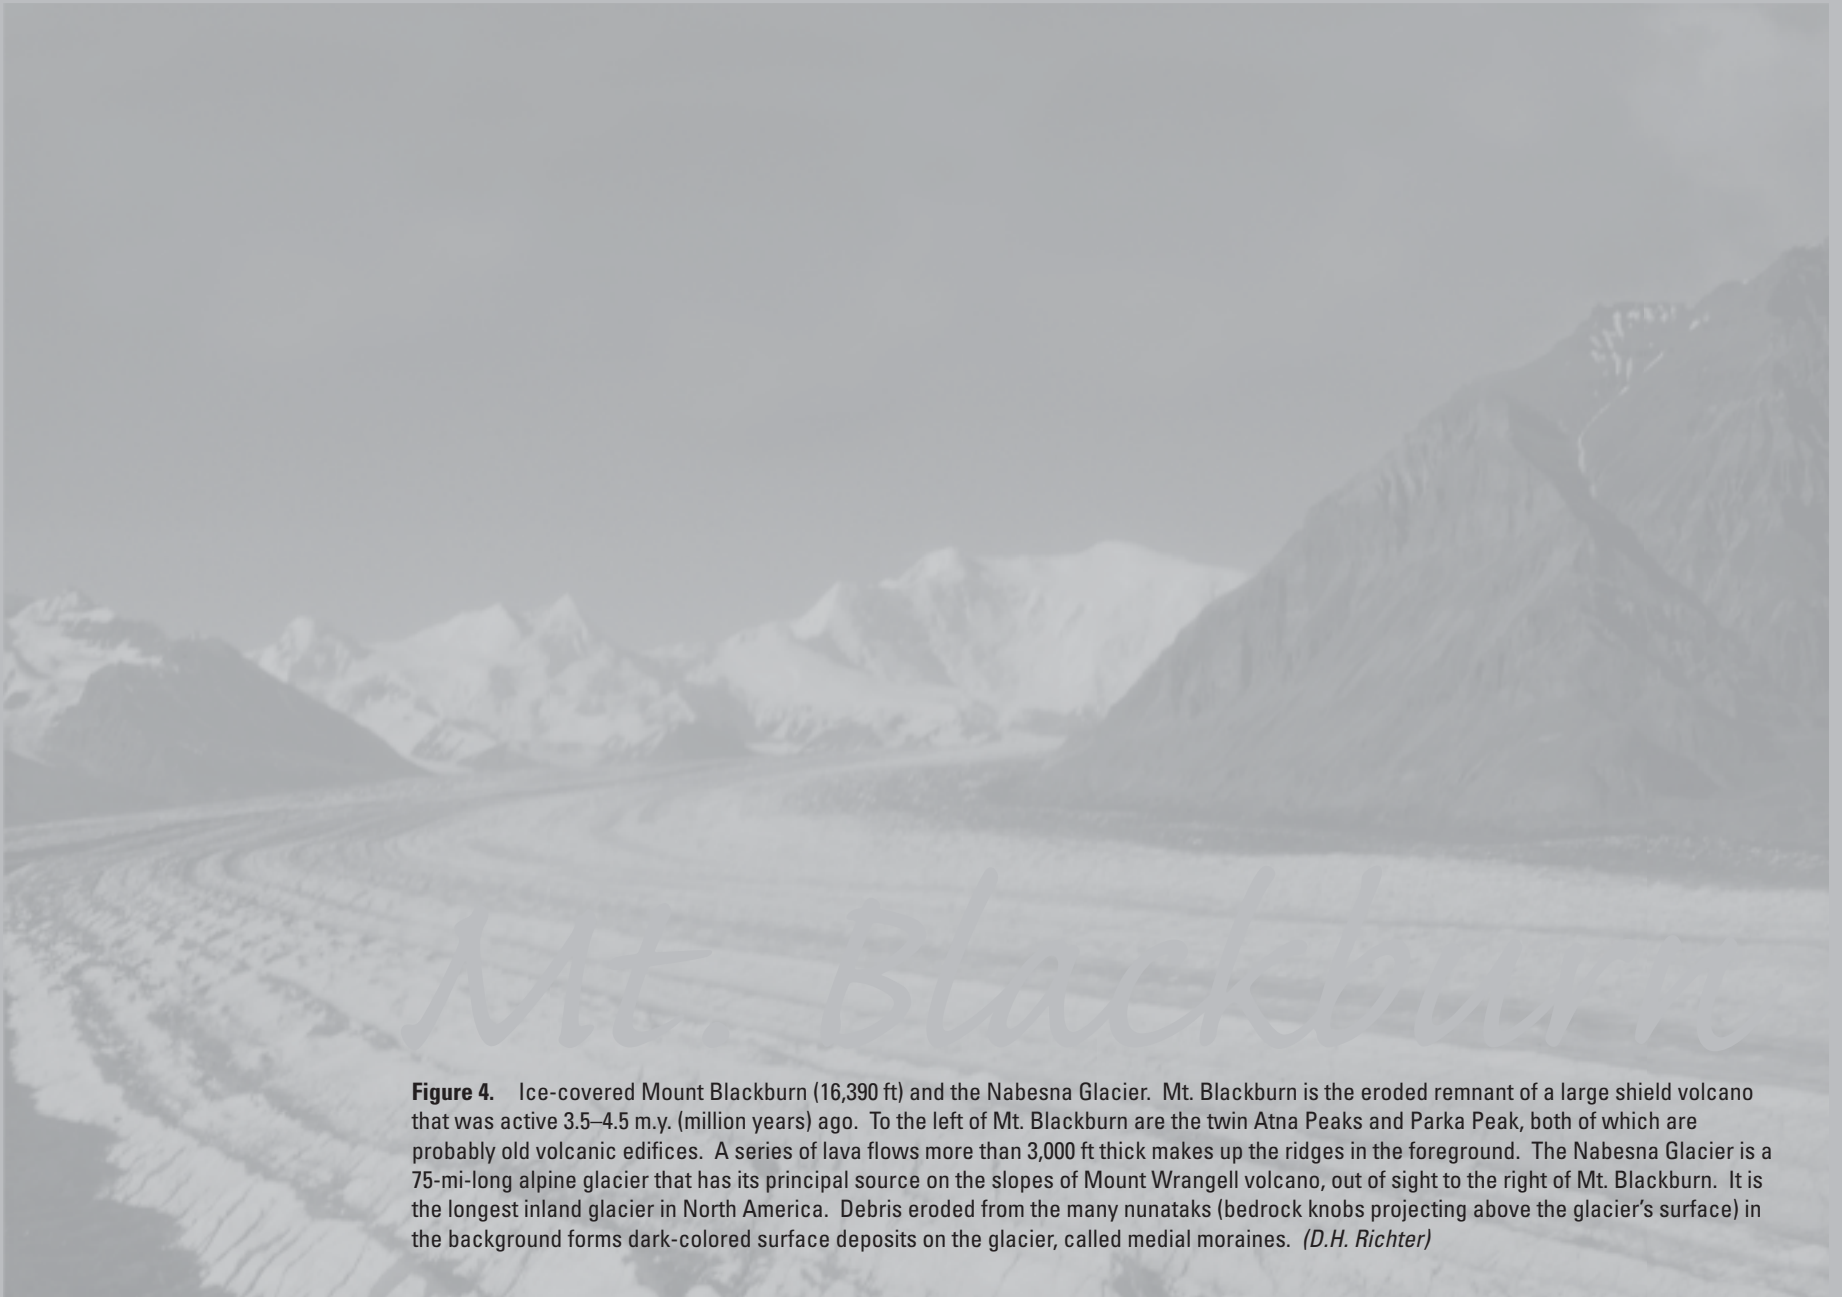 Mt. Blackburn
Figure 4. Ice-covered Mount Blackburn (16,390 ft) and the Nabesna Glacier. Mt. Blackburn is the eroded remnant of a large shield volcano
that was active 3.5–4.5 m.y. (million years) ago. To the left of Mt. Blackburn are the twin Atna Peaks and Parka Peak, both of which are
probably old volcanic edifices. A series of lava flows more than 3,000 ft thick makes up the ridges in the foreground. The Nabesna Glacier is a
75-mi-long alpine glacier that has its principal source on the slopes of Mount Wrangell volcano, out of sight to the right of Mt. Blackburn. It is
the longest inland glacier in North America. Debris eroded from the many nunataks (bedrock knobs projecting above the glacier’s surface) in
the background forms dark-colored surface deposits on the glacier, called medial moraines. (D.H. Richter)